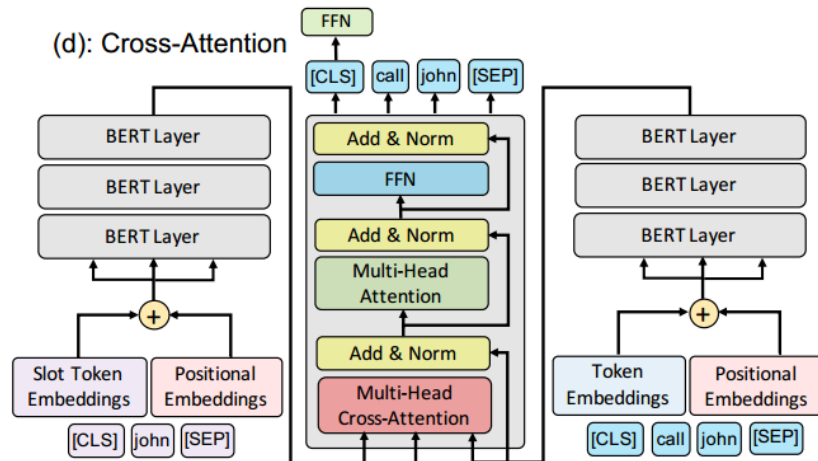 (d): Cross-Attention
FFN
[CLS] call john [SEP]
BERT Layer
BERT Layer
BERT Layer
+
Slot Token
Embeddings
Positional
Embeddings
[CLS] john [SEP]
Add & Norm
FFN
Add & Norm
Multi-Head
Attention
Add & Norm
Multi-Head
Cross-Attention
BERT Layer
BERT Layer
BERT Layer
+
Token
Embeddings
Positional
Embeddings
[CLS] call john [SEP]